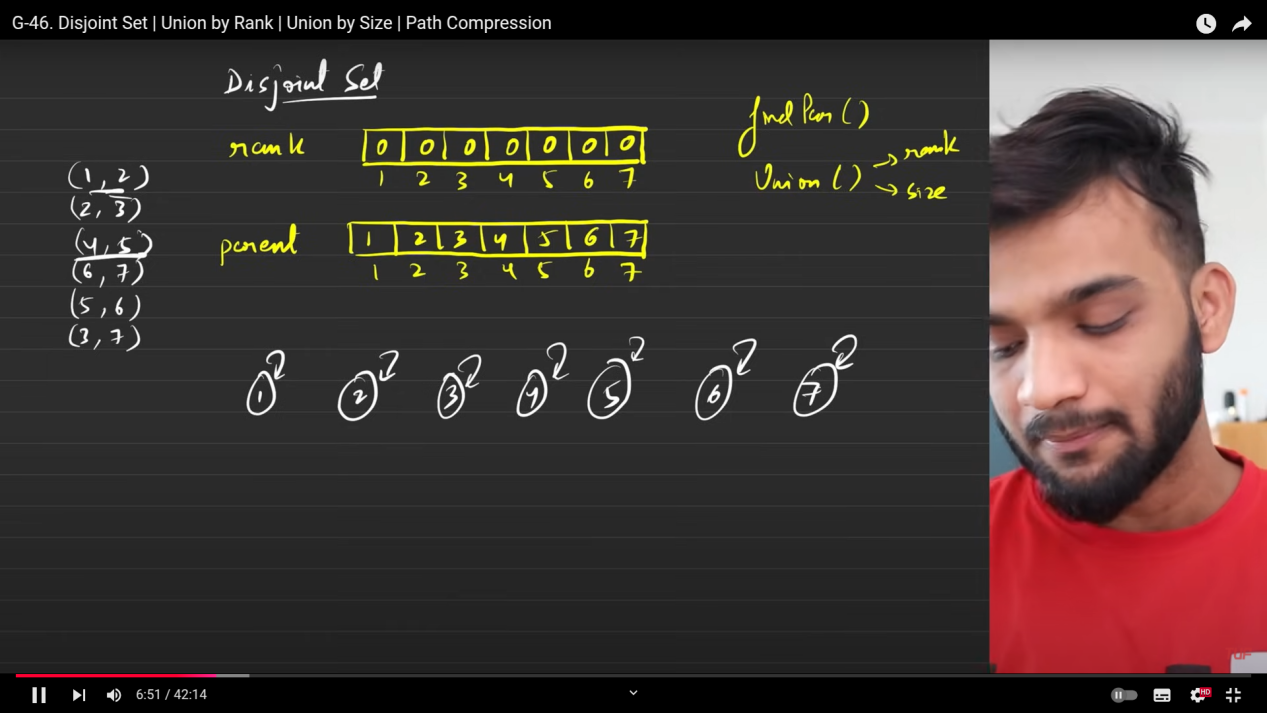 G-46. Disjoint Set | Union by Rank | Union by Size | Path Compression
Disjoint Set
rank 0 0 0 0 0 0 0
1 2 3 4 5 6 7
parent 1 2 3 4 5 6 7
1 2 3 4 5 6 7
(1, 2)
(2, 3)
(4, 5)
(6, 7)
(5, 6)
(3, 7)
findPar ()
Union () → rank
→ size
1 2 3 4 5 6 7
6:51 / 42:14
HD